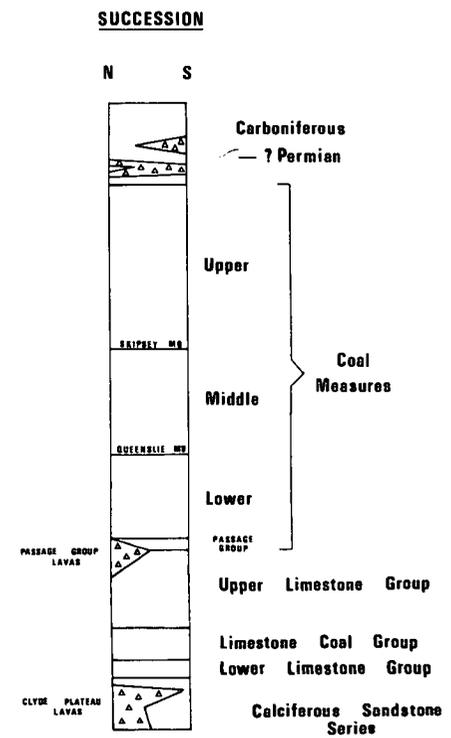 SUCCESSION
N S
Carboniferous
— ? Permian
Upper
SKIPSEY MB
Coal
Measures
Middle
QUEENSLIE MB
Lower
PASSAGE
GROUP
PASSAGE GROUP
LAVAS
Upper Limestone Group
Limestone Coal Group
Lower Limestone Group
CLYDE PLATEAU
LAVAS
Calciferous Sandstone
Series